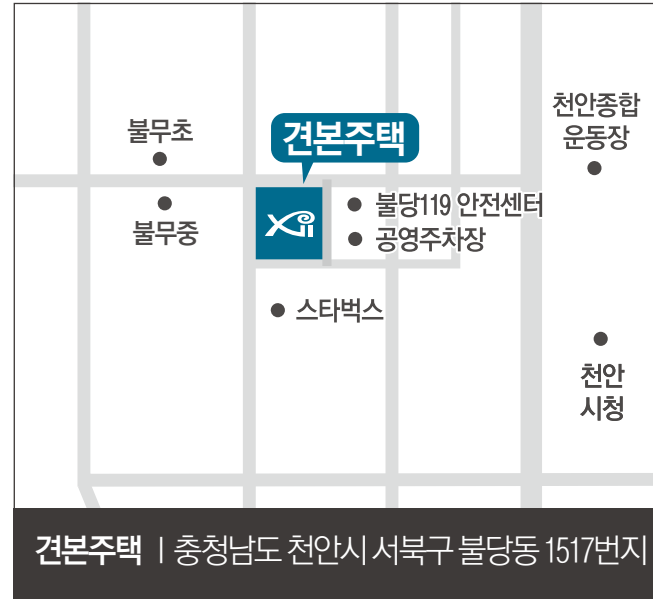 천안종합
운동장
불무초
견본주택
불무중
Xi
불당119 안전센터
공영주차장
스타벅스
천안
시청
견본주택 | 충청남도 천안시 서북구 불당동 1517번지